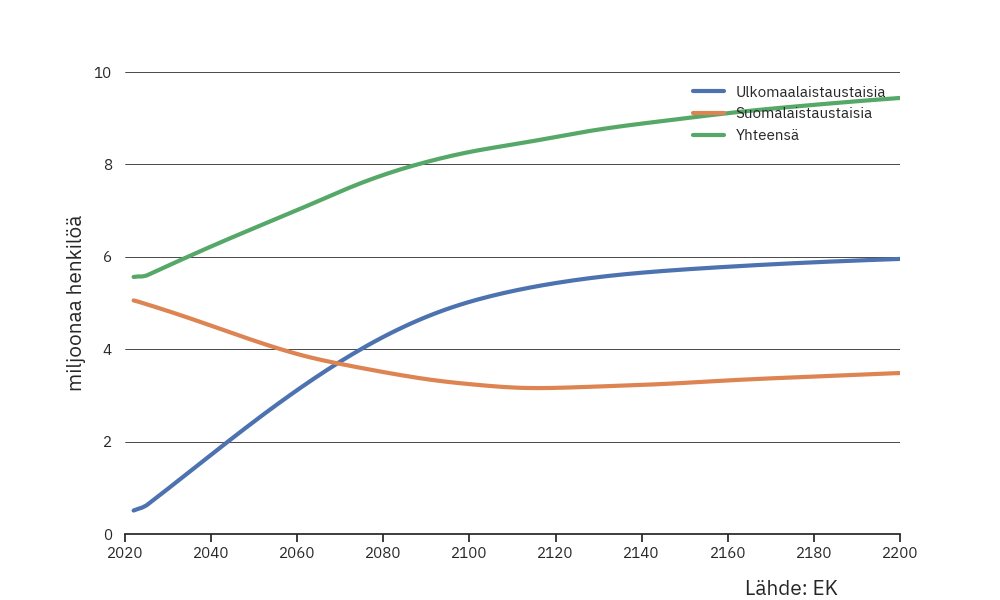 10
8
6
4
2
0
miljoonaa henkilöä
Ulkomaalaistaustaisia
Suomalaistaustaisia
Yhteensä
2020 2040 2060 2080 2100 2120 2140 2160 2180 2200
Lähde: EK